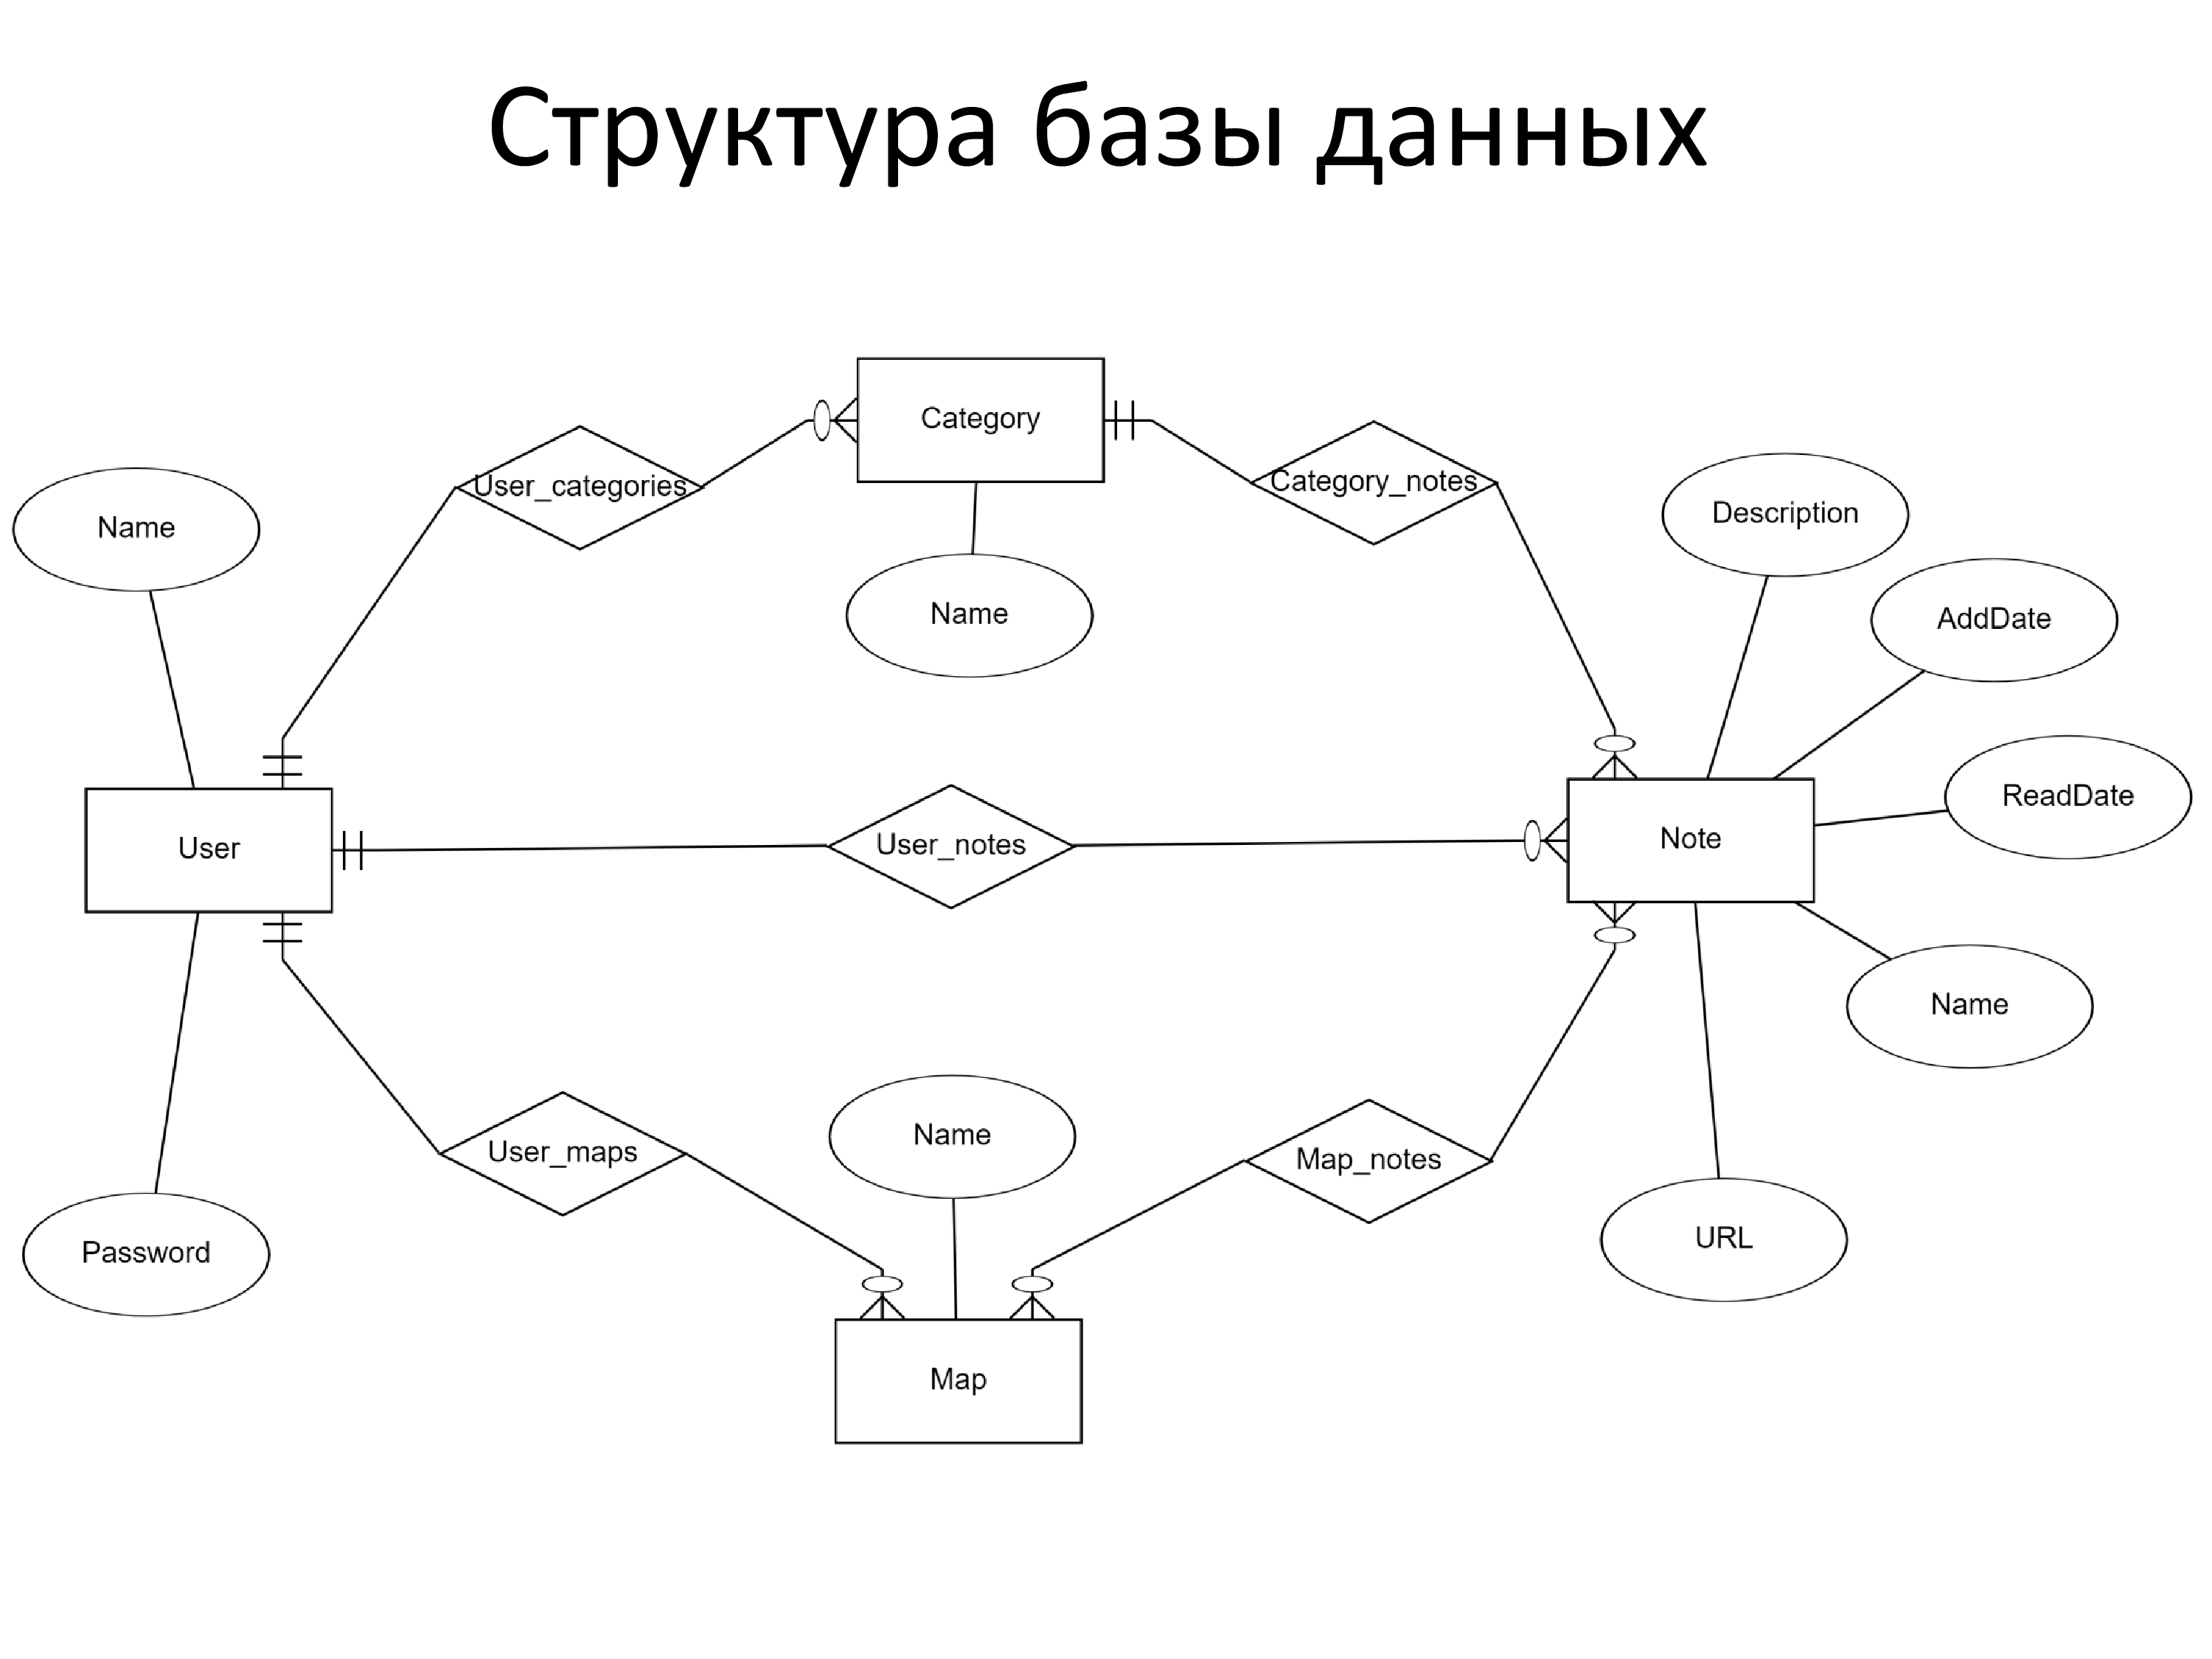 Структура базы данных
Category
User_categories
Category_notes
Name
Description
Name
AddDate
ReadDate
User
User_notes
Note
Name
Name
User_maps
Map_notes
Password
URL
Map